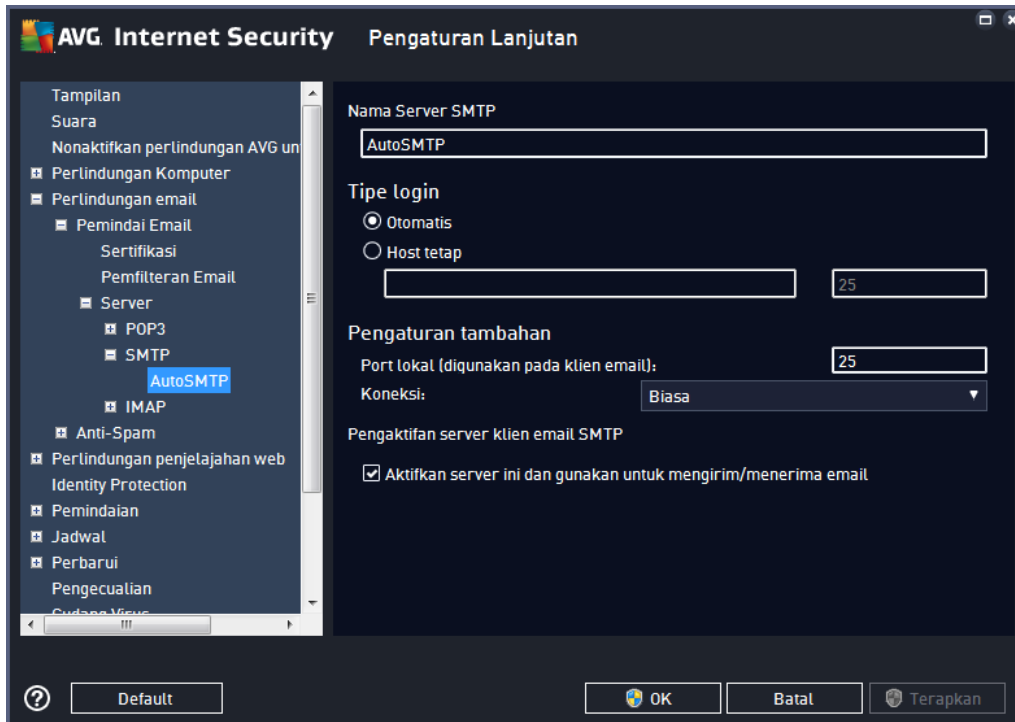 AVG. Internet Security Pengaturan Lanjutan
Tampilan
Suara
Nonaktifkan perlindungan AVG un
Perlindungan Komputer
Perlindungan email
Pemindai Email
Sertifikasi
Pemfilteran Email
Server
POP3
SMTP
AutoSMTP
IMAP
Anti-Spam
Perlindungan penjelajahan web
Identity Protection
Pemindaian
Jadwal
Perbarui
Pengecualian
Gudang Virus
Nama Server SMTP
AutoSMTP
Tipe login
Otomatis
Host tetap
25
Pengaturan tambahan
Port lokal (digunakan pada klien email): 25
Koneksi: Biasa
Pengaktifan server klien email SMTP
Aktifkan server ini dan gunakan untuk mengirim/menerima email
? Default OK Batal Terapkan